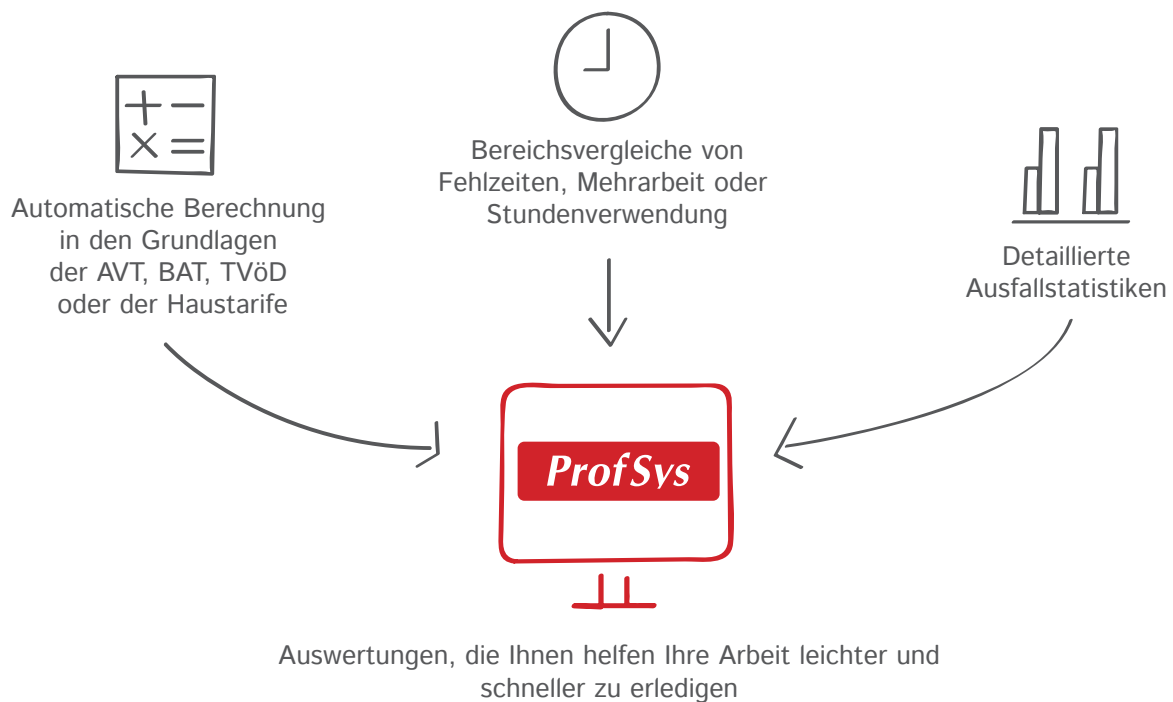 + −
× =
Automatische Berechnung
in den Grundlagen
der AVT, BAT, TVöD
oder der Haustarife
Bereichsvergleiche von
Fehlzeiten, Mehrarbeit oder
Stundenverwendung
Detaillierte
Ausfallstatistiken
ProfSys
Auswertungen, die Ihnen helfen Ihre Arbeit leichter und
schneller zu erledigen